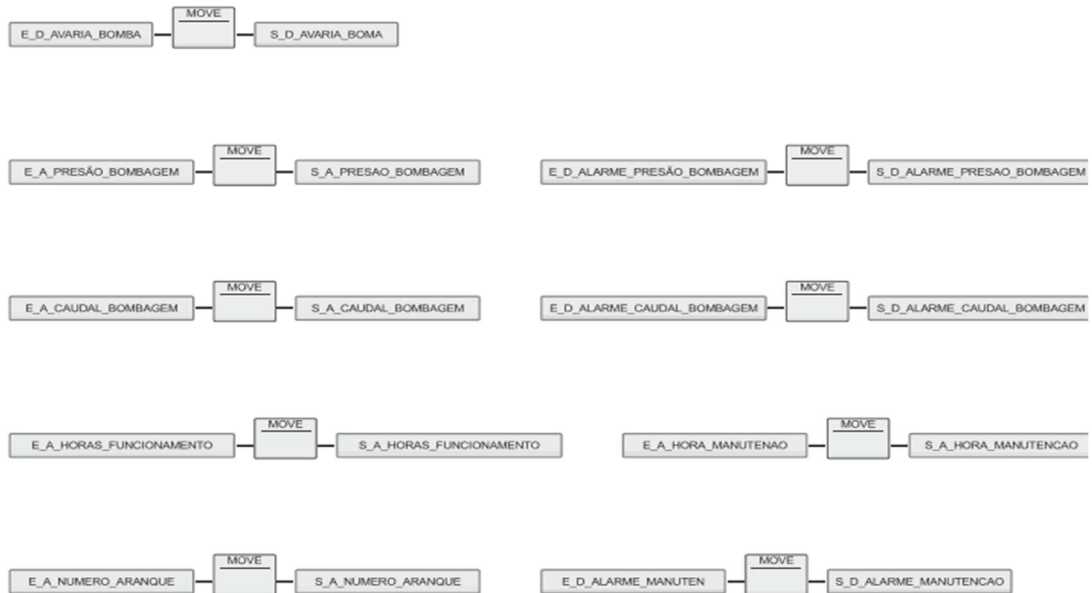 MOVE
E_D_AVARIA_BOMBA S_D_AVARIA_BOMA
MOVE MOVE
E_A_PRESÃO_BOMBAGEM S_A_PRESAO_BOMBAGEM E_D_ALARME_PRESÃO_BOMBAGEM S_D_ALARME_PRESAO_BOMBAGEM
MOVE MOVE
E_A_CAUDAL_BOMBAGEM S_A_CAUDAL_BOMBAGEM E_D_ALARME_CAUDAL_BOMBAGEM S_D_ALARME_CAUDAL_BOMBAGEM
MOVE MOVE
E_A_HORAS_FUNCIONAMENTO S_A_HORAS_FUNCIONAMENTO E_A_HORA_MANUTENAO S_A_HORA_MANUTENCAO
MOVE MOVE
E_A_NUMERO_ARANQUE S_A_NUMERO_ARANQUE E_D_ALARME_MANUTEN S_D_ALARME_MANUTENCAO